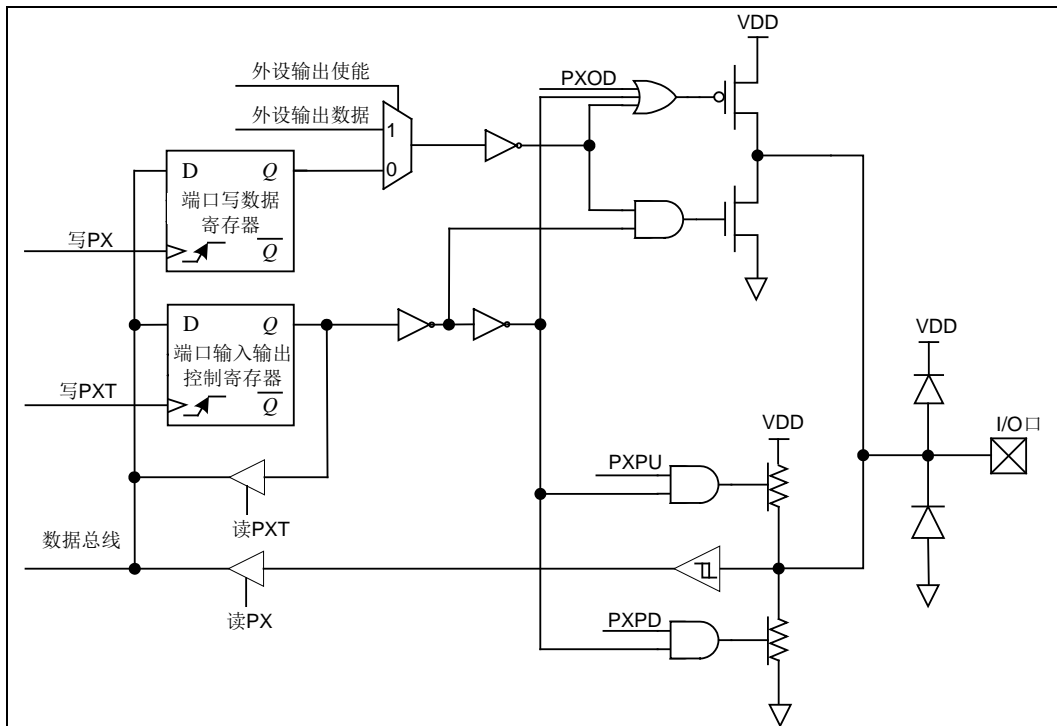 VDD
外设输出使能
PXOD
外设输出数据
1
D
Q
0
端口写数据
寄存器
写PX
Q
D
Q
端口输入输出
控制寄存器
写PXT
Q
VDD
VDD
I/O口
PXPU
读PXT
数据总线
读PX
PXPD